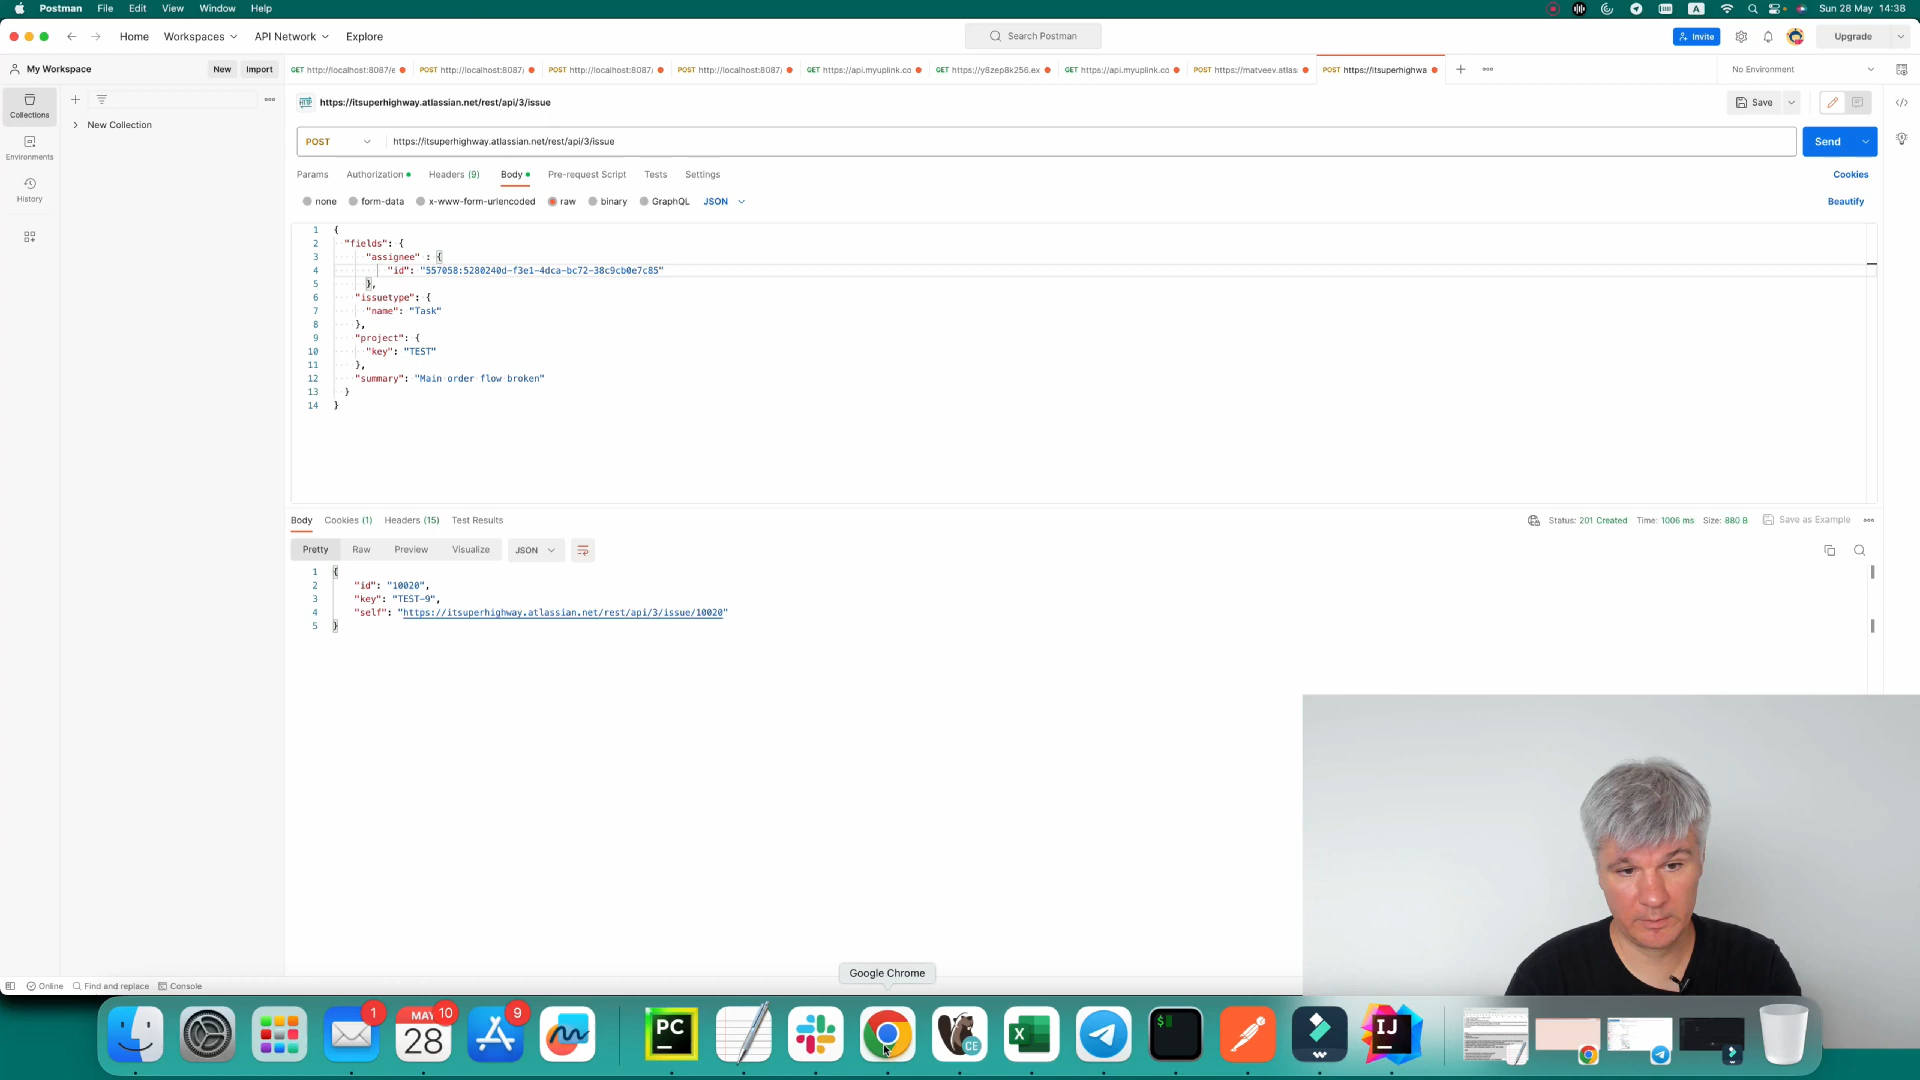 Postman File Edit View Window Help
A Sun 28 May 14:38
Home Workspaces API Network Explore
Search Postman
Invite Upgrade
My Workspace New Import
GET http://localhost:8087/e POST http://localhost:8087/ POST http://localhost:8087/ POST http://localhost:8087/ GET https://api.myuplink.co GET https://y8zep8k256.ex GET https://api.myuplink.co POST https://matveev.atlas POST https://itsuperhighwa
No Environment
Collections
New Collection
Environments
History
HTTP https://itsuperhighway.atlassian.net/rest/api/3/issue
Save
POST https://itsuperhighway.atlassian.net/rest/api/3/issue
Send
Params Authorization Headers (9) Body Pre-request Script Tests Settings
Cookies
none form-data x-www-form-urlencoded raw binary GraphQL JSON
Beautify
1 {
2 "fields": {
3 "assignee" : {
4 "id": "557058:5280240d-f3e1-4dca-bc72-38c9cb0e7c85"
5 },
6 "issuetype": {
7 "name": "Task"
8 },
9 "project": {
10 "key": "TEST"
11 },
12 "summary": "Main order flow broken"
13 }
14 }
Body Cookies (1) Headers (15) Test Results
Status: 201 Created Time: 1006 ms Size: 880 B Save as Example
Pretty Raw Preview Visualize JSON
1 {
2 "id": "10020",
3 "key": "TEST-9",
4 "self": "https://itsuperhighway.atlassian.net/rest/api/3/issue/10020"
5 }
Google Chrome
Online Find and replace Console
1
MAY 10
28
9
PC
CE
X
$
IJ